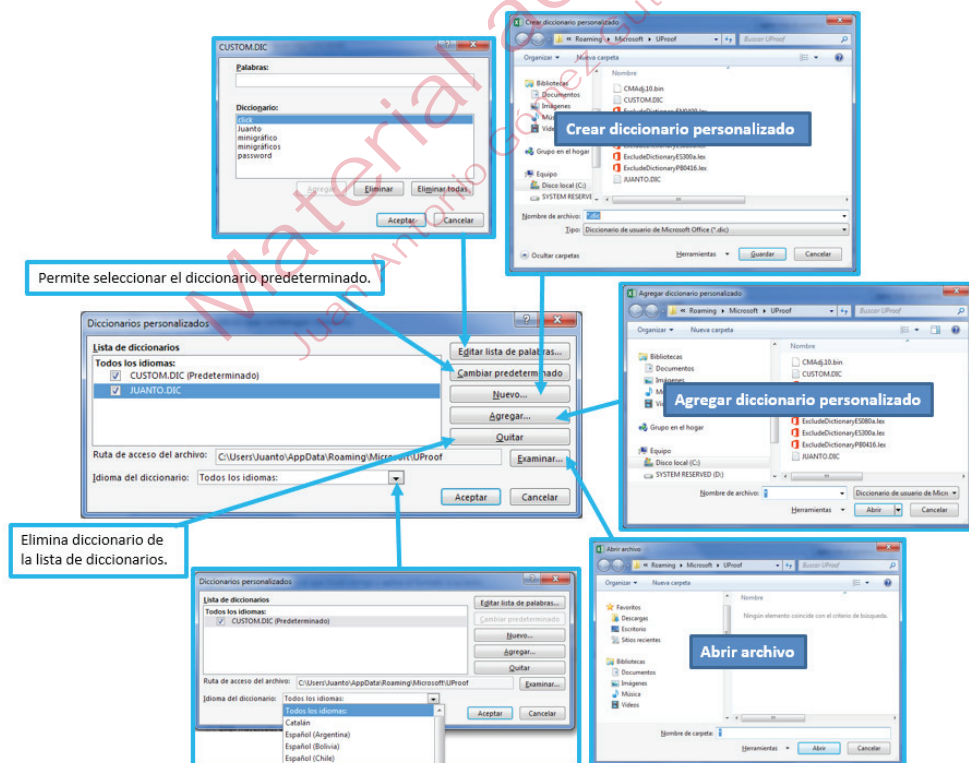 CUSTOM.DIC
Palabras:
Diccionario:
click
Juanto
minigráfico
minigráficos
password
Agregar
Eliminar
Eliminar todas
Aceptar
Cancelar
Crear diccionario personalizado
« Roaming ▸ Microsoft ▸ UProof
Buscar UProof
Organizar
Nueva carpeta
Bibliotecas
Documentos
Imágenes
Grupo en el hogar
Equipo
Disco local (C:)
Nombre
CMAdj.10.bin
CUSTOM.DIC
Crear diccionario personalizado
ExcludeDictionaryES300a.lex
ExcludeDictionaryPB0416.lex
JUANTO.DIC
Nombre de archivo: *.dic
Tipo: Diccionario de usuario de Microsoft Office (*.dic)
Ocultar carpetas
Herramientas
Guardar
Cancelar
Material
Juan Antonio Gómez
Permite seleccionar el diccionario predeterminado.
Diccionarios personalizados
Lista de diccionarios
Todos los idiomas:
CUSTOM.DIC (Predeterminado)
JUANTO.DIC
Editar lista de palabras...
Cambiar predeterminado
Nuevo...
Agregar...
Quitar
Ruta de acceso del archivo: C:\Users\Juanto\AppData\Roaming\Microsoft\UProof
Examinar...
Idioma del diccionario: Todos los idiomas:
Aceptar
Cancelar
Agregar diccionario personalizado
« Roaming ▸ Microsoft ▸ UProof
Buscar UProof
Organizar
Nueva carpeta
Bibliotecas
Documentos
Imágenes
Grupo en el hogar
Equipo
Disco local (C:)
SYSTEM RESERVED (D:)
Nombre
CMAdj.10.bin
CUSTOM.DIC
Agregar diccionario personalizado
ExcludeDictionaryES080a.lex
ExcludeDictionaryES300a.lex
ExcludeDictionaryPB0416.lex
JUANTO.DIC
Nombre de archivo:
Diccionario de usuario de Micr
Herramientas
Abrir
Cancelar
Elimina diccionario de
la lista de diccionarios.
Diccionarios personalizados
Lista de diccionarios
Todos los idiomas:
CUSTOM.DIC (Predeterminado)
Editar lista de palabras...
Cambiar predeterminado
Nuevo...
Agregar...
Quitar
Ruta de acceso del archivo: C:\Users\Juanto\AppData\Roaming\Microsoft\UProof
Examinar...
Idioma del diccionario: Todos los idiomas:
Todos los idiomas:
Catalán
Español (Argentina)
Español (Bolivia)
Español (Chile)
Aceptar
Cancelar
Abrir archivo
« Roaming ▸ Microsoft ▸ UProof
Buscar UProof
Organizar
Nueva carpeta
Favoritos
Descargas
Escritorio
Sitios recientes
Bibliotecas
Documentos
Imágenes
Música
Vídeos
Nombre
Ningún elemento coincide con el criterio de búsqueda.
Abrir archivo
Nombre de carpeta:
Herramientas
Abrir
Cancelar